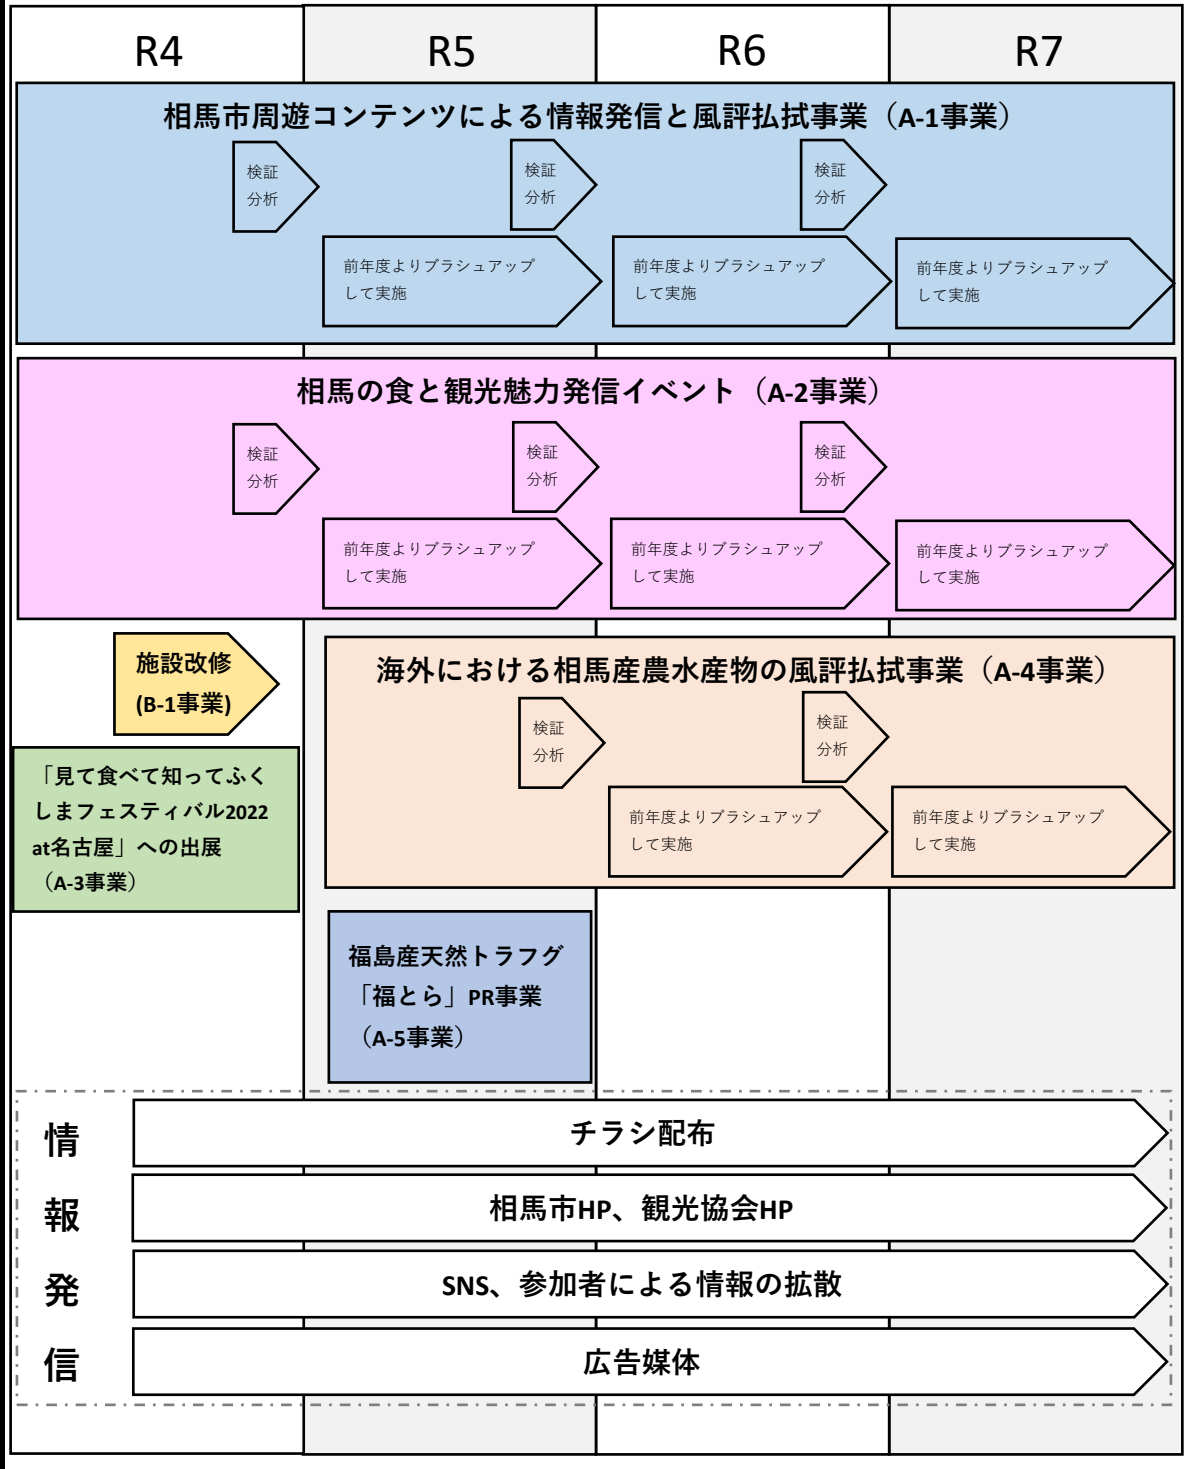 R4
R5
R6
R7
相馬市周遊コンテンツによる情報発信と風評払拭事業（A-1事業）
検証
分析
検証
分析
検証
分析
前年度よりブラシュアップ
して実施
前年度よりブラシュアップ
して実施
前年度よりブラシュアップ
して実施
相馬の食と観光魅力発信イベント（A-2事業）
検証
分析
検証
分析
検証
分析
前年度よりブラシュアップ
して実施
前年度よりブラシュアップ
して実施
前年度よりブラシュアップ
して実施
施設改修
(B-1事業)
海外における相馬産農水産物の風評払拭事業（A-4事業）
検証
分析
検証
分析
前年度よりブラシュアップ
して実施
前年度よりブラシュアップ
して実施
「見て食べて知ってふく
しまフェスティバル2022
at名古屋」への出展
（A-3事業）
福島産天然トラフグ
「福とら」PR事業
（A-5事業）
情
報
発
信
チラシ配布
相馬市HP、観光協会HP
SNS、参加者による情報の拡散
広告媒体